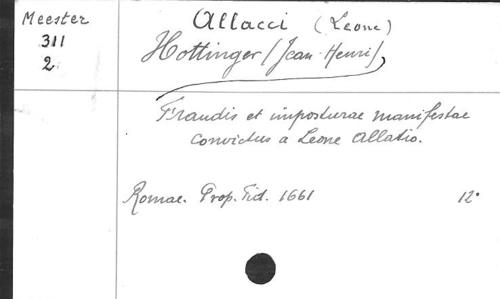 Meester
311
2
Allacci (Leone)
Hottinger (Jean-Henri)
Fraudis et imposturae manifestae
convictus a Leone Allatio.
Romae. Prop. Fid. 1661 12°